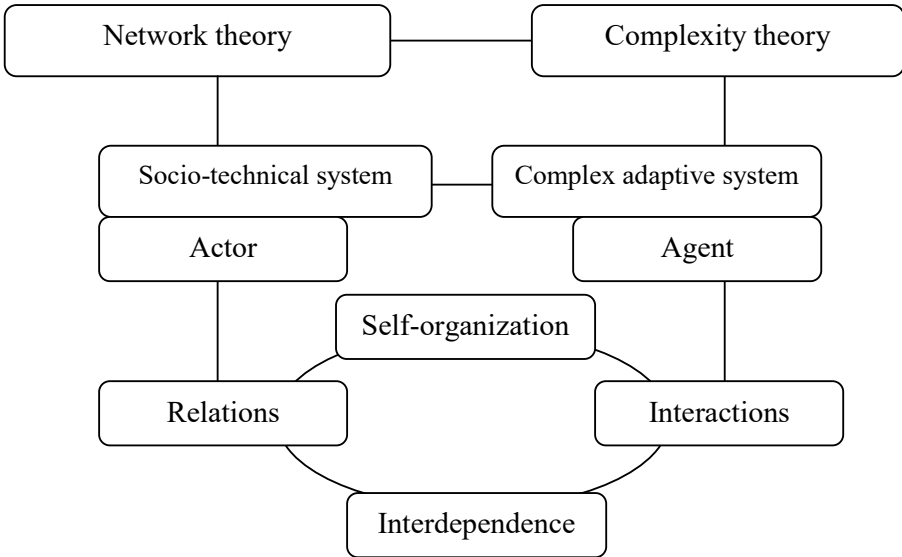 Network theory
Complexity theory
Socio-technical system
Complex adaptive system
Actor
Agent
Self-organization
Relations
Interactions
Interdependence